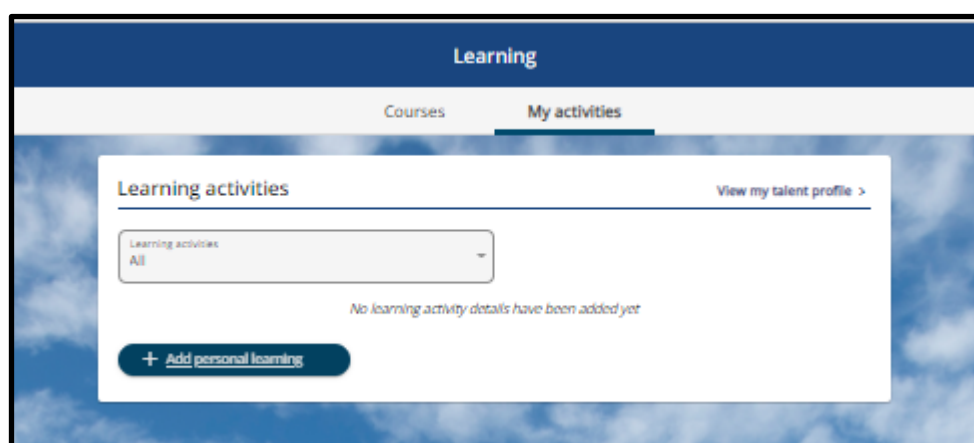 Learning
Courses My activities
Learning activities View my talent profile >
Learning activities
All
No learning activity details have been added yet
+ Add personal learning